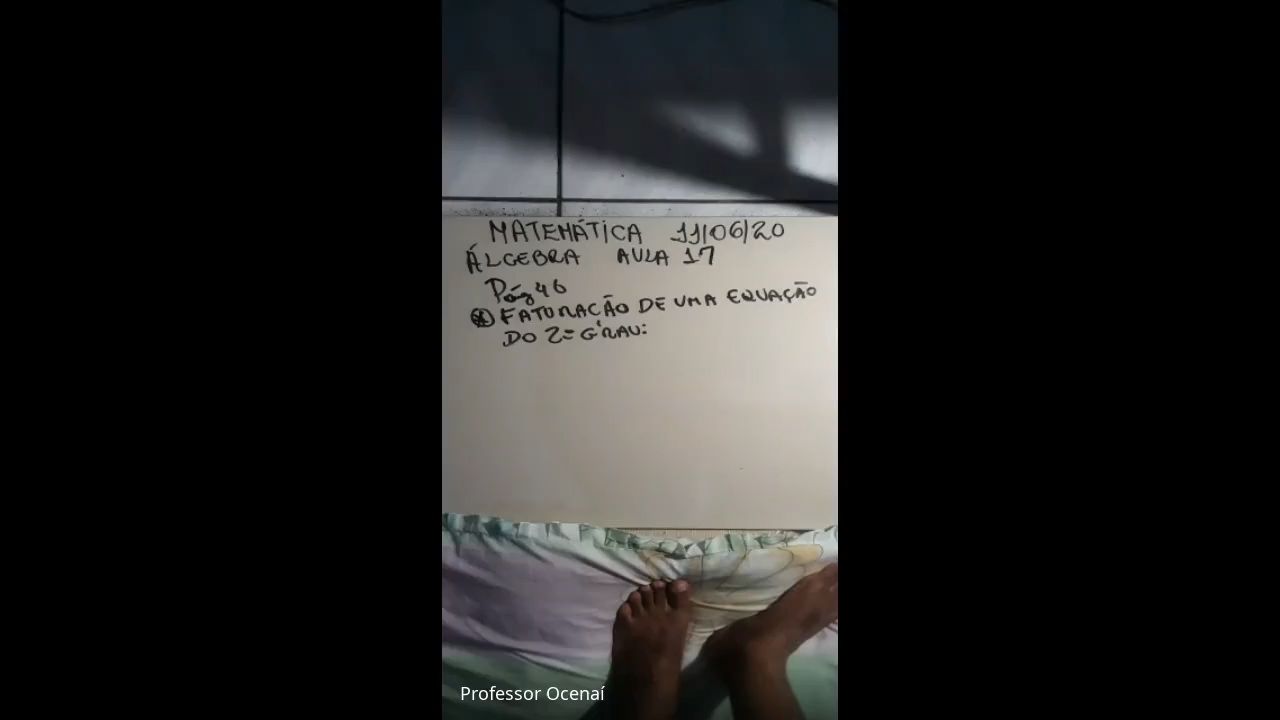 MATEMÁTICA 11/06/20
ÁLGEBRA AULA 17
Pág 46
* FATORAÇÃO DE UMA EQUAÇÃO
DO 2º GRAU:
Professor Ocenaí